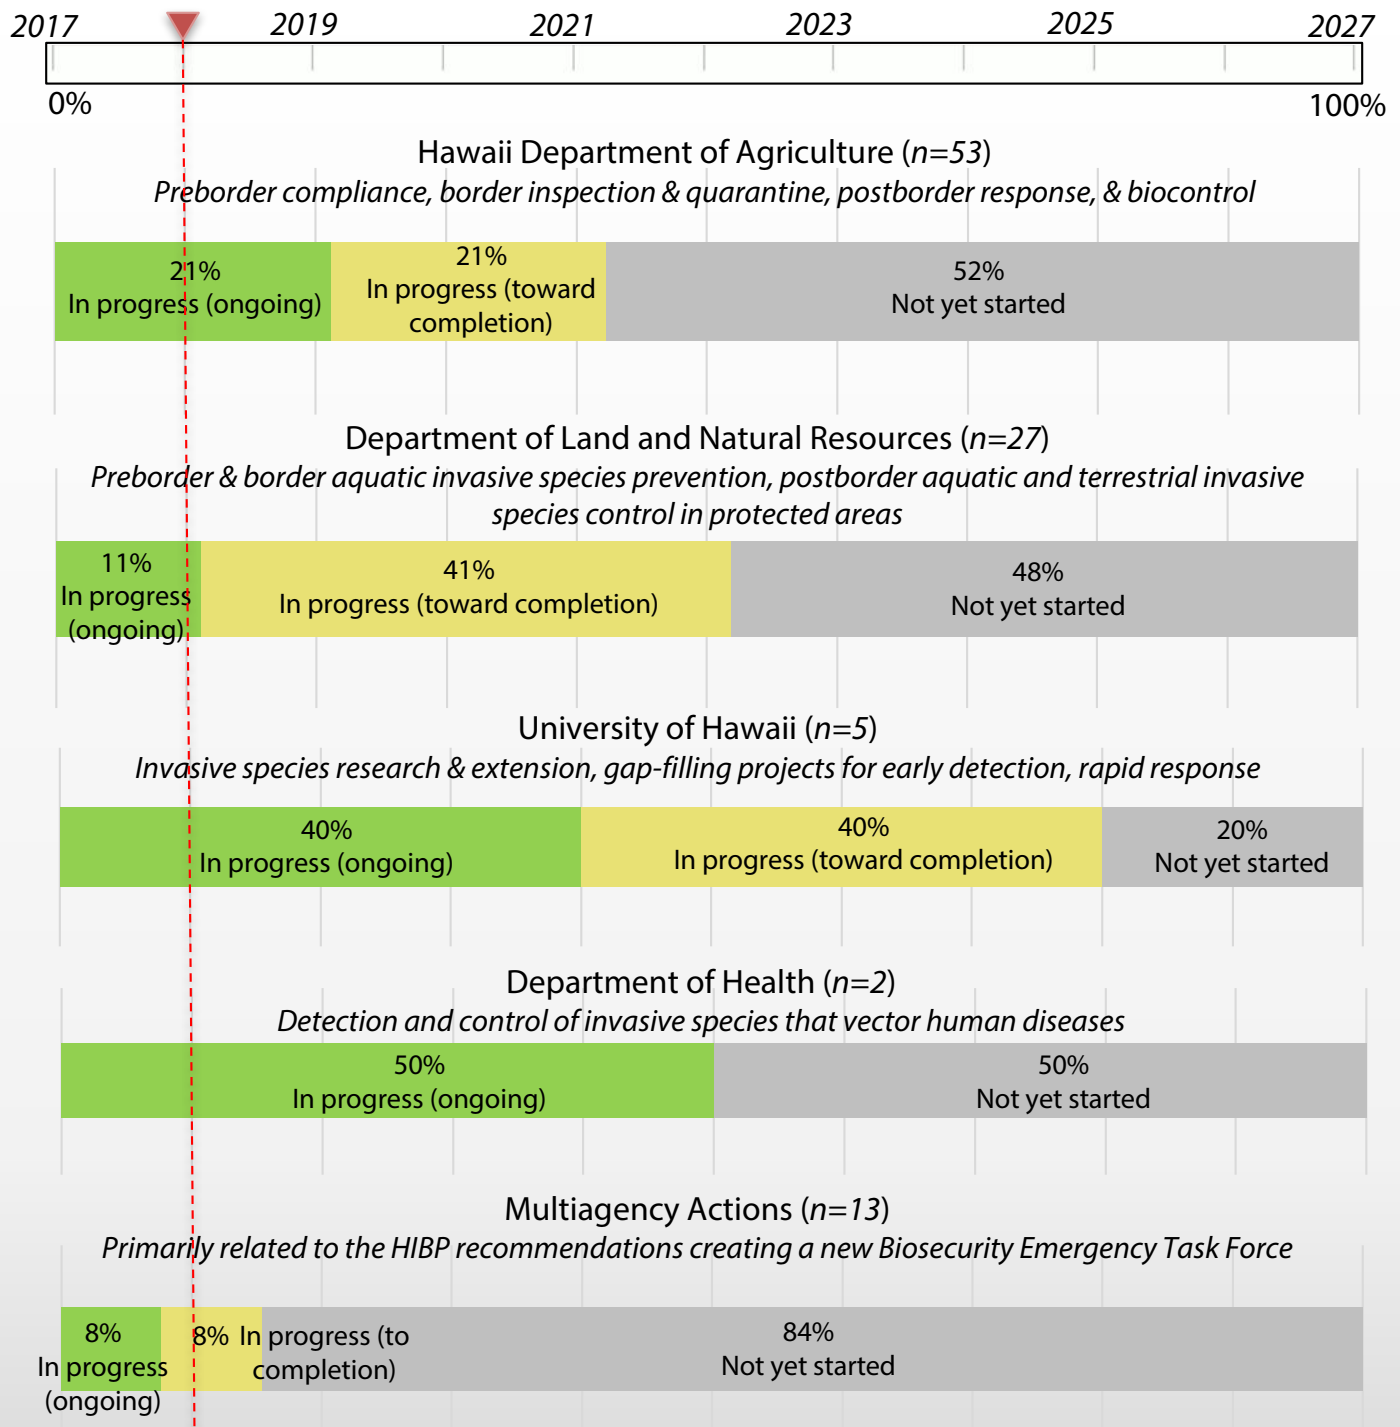 2017 2019 2021 2023 2025 2027
0% 100%
Hawaii Department of Agriculture (n=53)
Preborder compliance, border inspection & quarantine, postborder response, & biocontrol
21%
In progress (ongoing)
21%
In progress (toward
completion)
52%
Not yet started
Department of Land and Natural Resources (n=27)
Preborder & border aquatic invasive species prevention, postborder aquatic and terrestrial invasive
species control in protected areas
11%
In progress
(ongoing)
41%
In progress (toward completion)
48%
Not yet started
University of Hawaii (n=5)
Invasive species research & extension, gap-filling projects for early detection, rapid response
40%
In progress (ongoing)
40%
In progress (toward completion)
20%
Not yet started
Department of Health (n=2)
Detection and control of invasive species that vector human diseases
50%
In progress (ongoing)
50%
Not yet started
Multiagency Actions (n=13)
Primarily related to the HIBP recommendations creating a new Biosecurity Emergency Task Force
8%
In progress
(ongoing)
8% In progress (to
completion)
84%
Not yet started